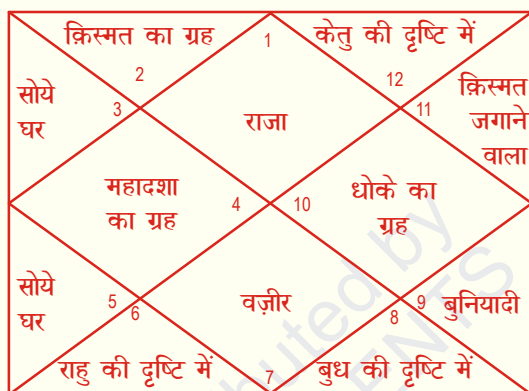 क़िस्मत का ग्रह
1
केतु की दृष्टि में
2
12
सोये
घर
3
राजा
11
क़िस्मत
जगाने
वाला
महादशा
का ग्रह
4
10
धोके का
ग्रह
सोये
घर
5
6
वज़ीर
8
9
बुनियादी
राहु की दृष्टि में
7
बुध की दृष्टि में